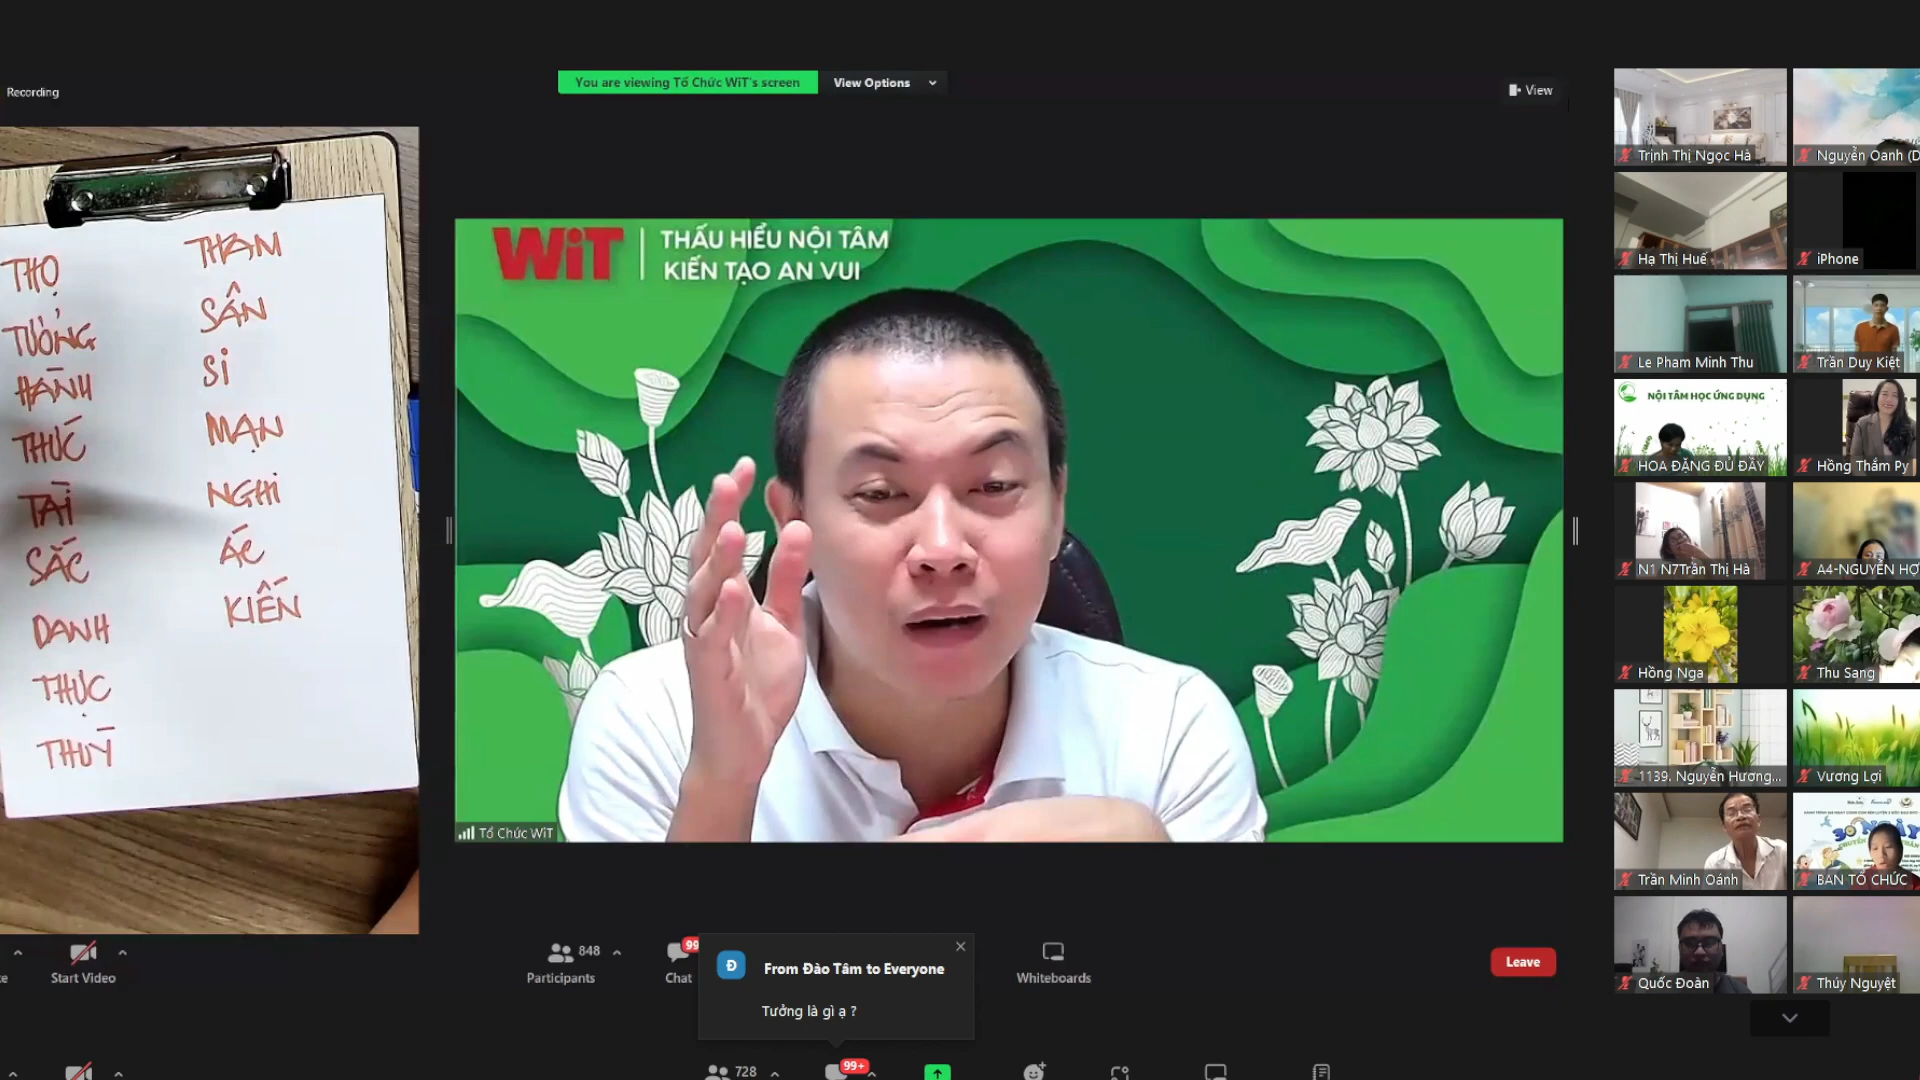 You are viewing Tổ Chức WiT's screen
View Options
Recording
View
THỌ
TƯỞNG
HÀNH
THỨC
TÀI
SẮC
DANH
THỰC
THUỲ
THAM
SÂN
Si
MẠN
NGHi
ÁC
KIẾN
WiT
THẤU HIỂU NỘI TÂM
KIẾN TẠO AN VUI
Tổ Chức WiT
Trịnh Thị Ngọc Hà
Nguyễn Oanh (D
Hạ Thị Huế
iPhone
Le Pham Minh Thu
Trần Duy Kiệt
NỘI TÂM HỌC ỨNG DỤNG
HOA ĐẶNG ĐỦ ĐẦY
Hồng Thắm Py
N1 N7Trần Thị Hà
A4-NGUYỄN HỢ
Hồng Nga
Thu Sang
1139. Nguyễn Hương...
Vương Lợi
30 NGÀY
Trần Minh Oánh
BAN TỔ CHỨC
Quốc Đoàn
Thúy Nguyệt
Start Video
848
Participants
99
Chat
From Đào Tâm to Everyone
Tưởng là gì ạ ?
Whiteboards
Leave
728
99+